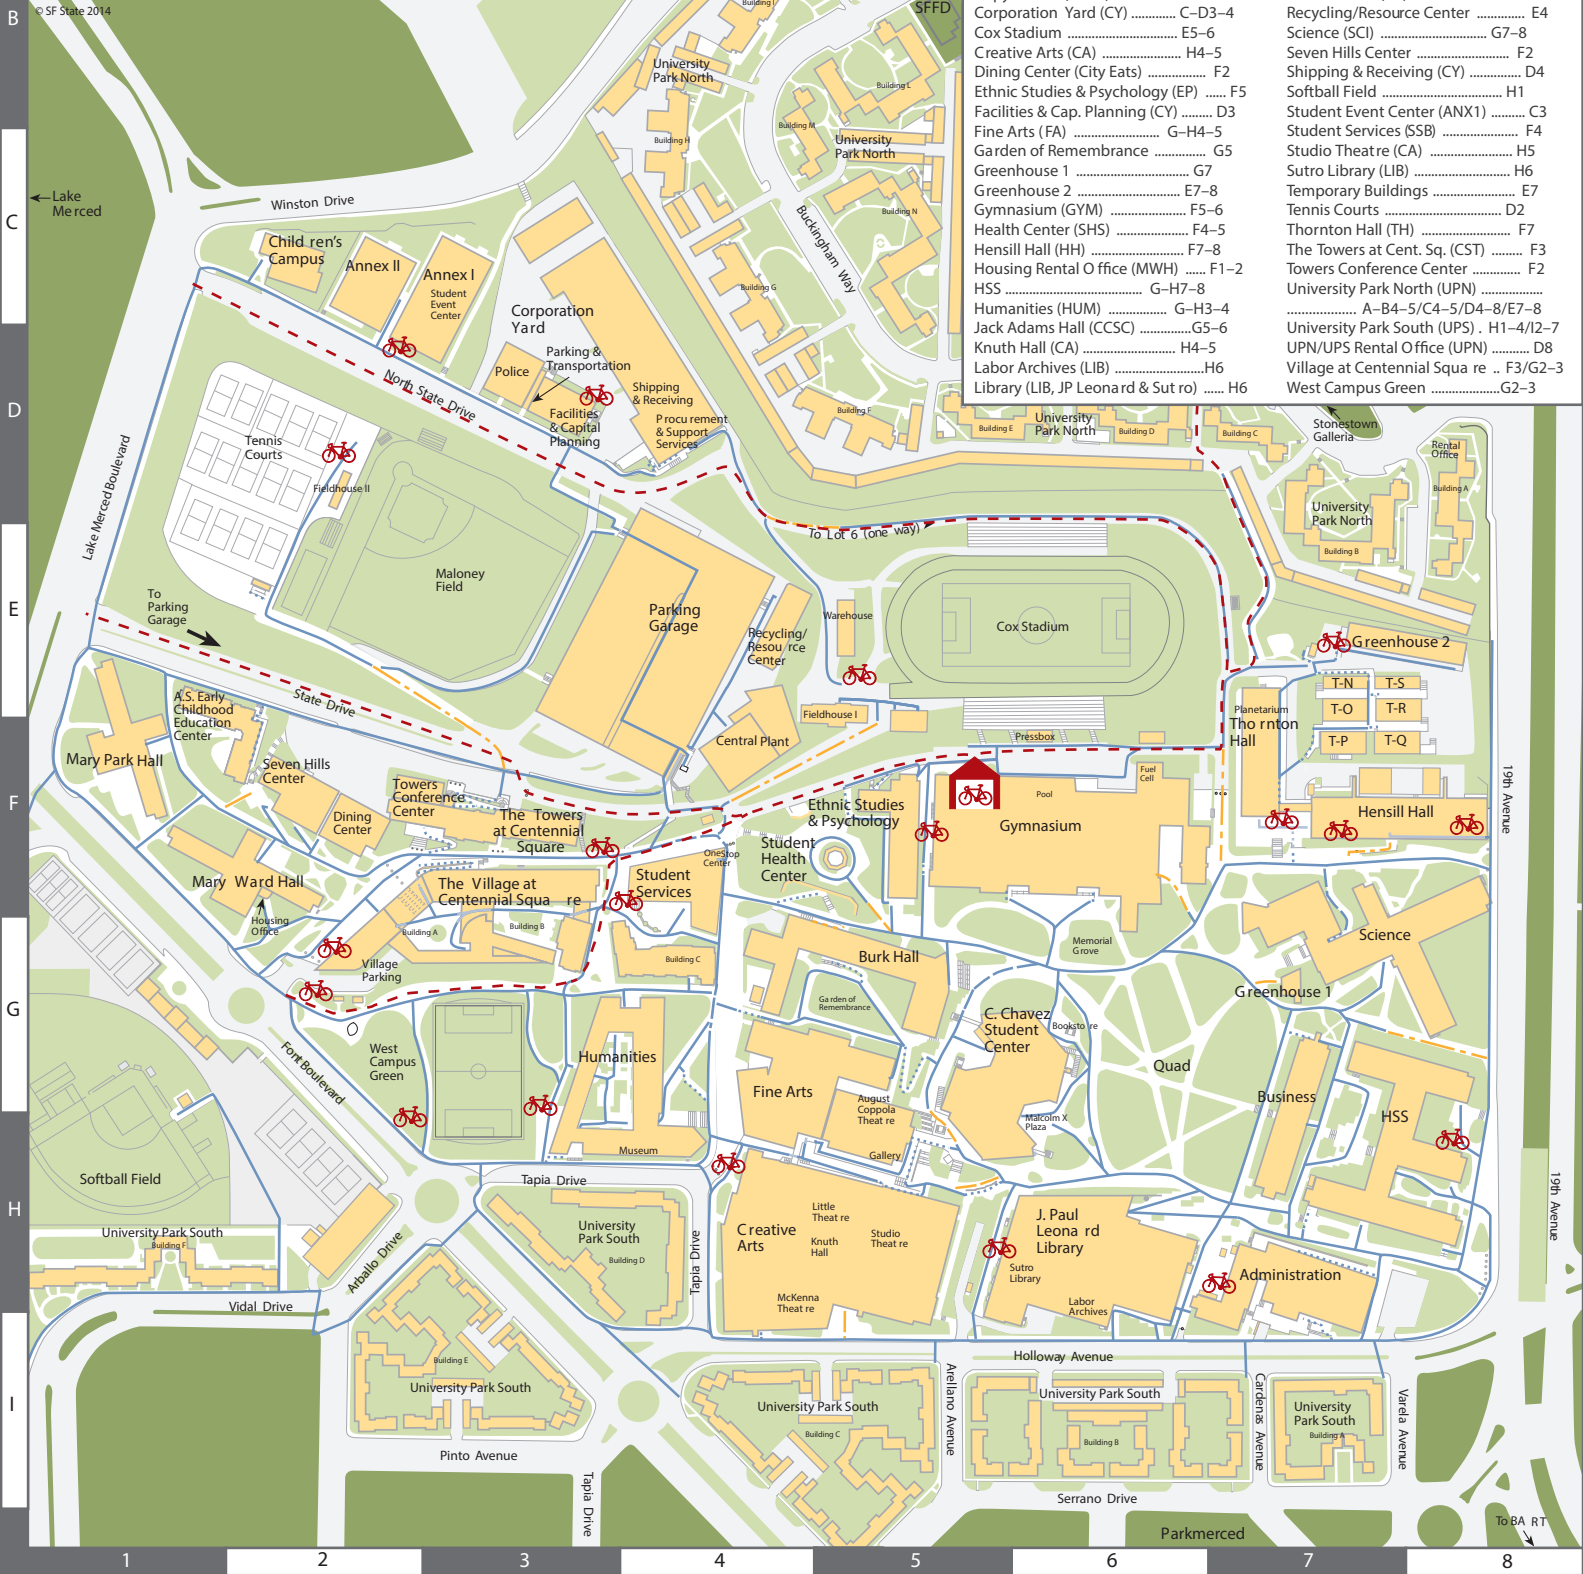 B
© SF State 2014
SFFD
Corporation Yard (CY) ............. C–D3–4
Cox Stadium ................................ E5–6
Creative Arts (CA) ....................... H4–5
Dining Center (City Eats) ................. F2
Ethnic Studies & Psychology (EP) ...... F5
Facilities & Cap. Planning (CY) ......... D3
Fine Arts (FA) ......................... G–H4–5
Garden of Remembrance ............... G5
Greenhouse 1 ................................. G7
Greenhouse 2 .............................. E7–8
Gymnasium (GYM) ...................... F5–6
Health Center (SHS) ..................... F4–5
Hensill Hall (HH) .......................... F7–8
Housing Rental Office (MWH) ...... F1–2
HSS ........................................ G–H7–8
Humanities (HUM) ................. G–H3–4
Jack Adams Hall (CCSC) ...............G5–6
Knuth Hall (CA) ........................... H4–5
Labor Archives (LIB) ..........................H6
Library (LIB, JP Leonard & Sutro) ...... H6
Recycling/Resource Center .............. E4
Science (SCI) ............................... G7–8
Seven Hills Center ........................... F2
Shipping & Receiving (CY) ............... D4
Softball Field ................................... H1
Student Event Center (ANX1) .......... C3
Student Services (SSB) ...................... F4
Studio Theatre (CA) ........................ H5
Sutro Library (LIB) ............................ H6
Temporary Buildings ........................ E7
Tennis Courts ....................................... D2
Thornton Hall (TH) .......................... F7
The Towers at Cent. Sq. (CST) ......... F3
Towers Conference Center .............. F2
University Park North (UPN) ..................
.................... A–B4–5/C4–5/D4–8/E7–8
University Park South (UPS) . H1–4/I2–7
UPN/UPS Rental Office (UPN) ........... D8
Village at Centennial Square .. F3/G2–3
West Campus Green ......................G2–3
Building I
University
Park North
Building L
Building M
Building H
University
Park North
Building N
Buckingham Way
Building G
Building F
Building E
University
Park North
Building D
Building C
Stonestown
Galleria
Rental
Office
Building A
University
Park North
Building B
C
Lake
Merced
Winston Drive
Children's
Campus
Annex II
Annex I
Student
Event
Center
Corporation
Yard
Parking &
Transportation
Police
Facilities
& Capital
Planning
Shipping
& Receiving
Procurement
& Support
Services
North State Drive
D
Lake Merced Boulevard
Tennis
Courts
Fieldhouse II
To Lot 6 (one way)
E
To
Parking
Garage
Maloney
Field
Parking
Garage
Recycling/
Resource
Center
Warehouse
Cox Stadium
Greenhouse 2
T-N
T-S
T-O
T-R
T-P
T-Q
Planetarium
Thornton
Hall
State Drive
A.S. Early
Childhood
Education
Center
Mary Park Hall
Seven Hills
Center
Fieldhouse I
Central Plant
Pressbox
Fuel
Cell
F
Dining
Center
Towers
Conference
Center
The Towers
at Centennial
Square
Ethnic Studies
& Psychology
Pool
Gymnasium
Hensill Hall
19th Avenue
OneStop
Center
Student
Health
Center
Student
Services
Mary Ward Hall
Housing
Office
The Village at
Centennial Square
Building A
Building B
Building C
Village
Parking
Burk Hall
Memorial
Grove
Science
G
Greenhouse 1
Garden of
Remembrance
C. Chavez
Student
Center
Bookstore
West
Campus
Green
Humanities
Font Boulevard
Quad
Fine Arts
August
Coppola
Theatre
Business
HSS
Malcolm X
Plaza
Museum
Gallery
Softball Field
Tapia Drive
H
19th Avenue
University Park South
Building F
University
Park South
Building D
Little
Theatre
Creative
Arts
Knuth
Hall
Studio
Theatre
J. Paul
Leonard
Library
Sutro
Library
Administration
Arballo Drive
Tapia Drive
McKenna
Theatre
Labor
Archives
Vidal Drive
Holloway Avenue
I
Building E
University Park South
University Park South
Building C
Arellano Avenue
University Park South
Building B
Cardenas Avenue
University
Park South
Building A
Varela Avenue
Pinto Avenue
Tapia Drive
Serrano Drive
Parkmerced
To BART
1
2
3
4
5
6
7
8